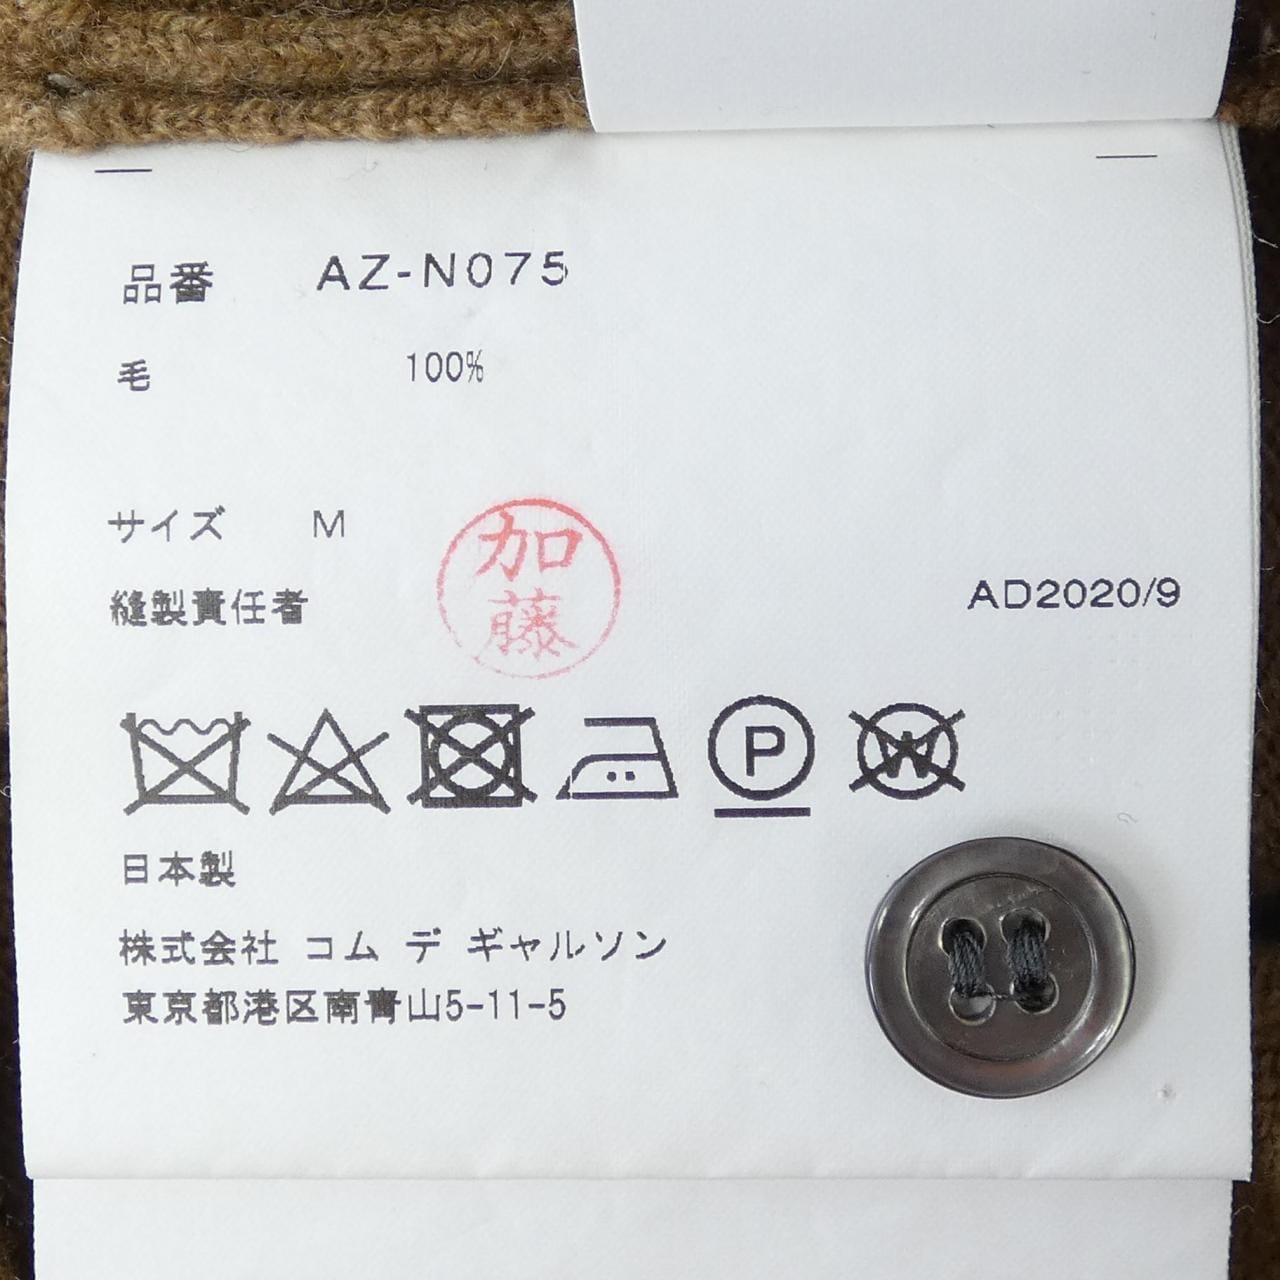 品番 AZ-N075
毛 100%
サイズ M
加藤
縫製責任者
AD2020/9
P
W
日本製
株式会社 コム デ ギャルソン
東京都港区南青山5-11-5